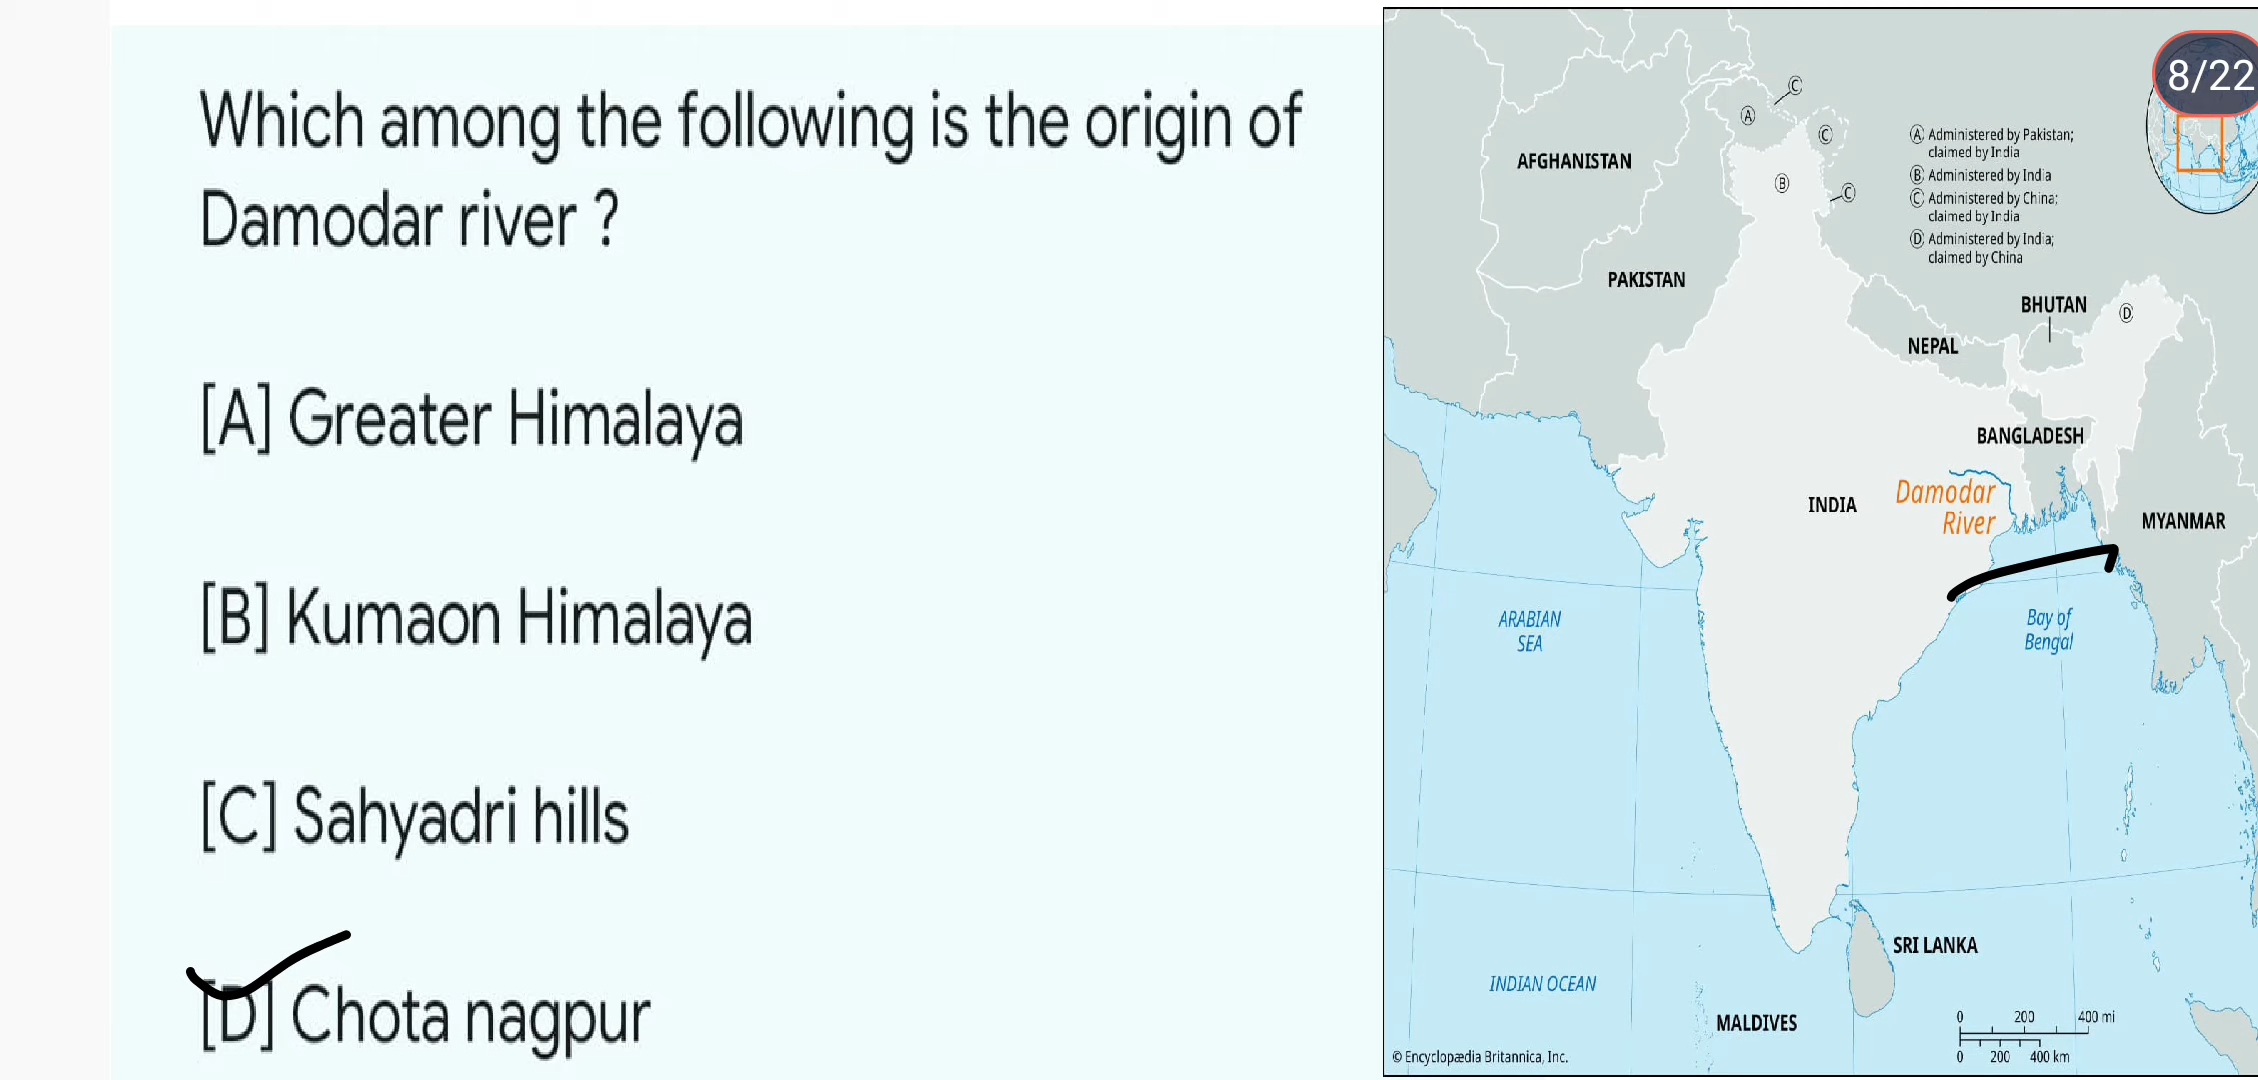 Which among the following is the origin of
Damodar river ?
[A] Greater Himalaya
[B] Kumaon Himalaya
[C] Sahyadri hills
[D] Chota nagpur
8/22
C
A
C
B
C
AFGHANISTAN
PAKISTAN
A Administered by Pakistan;
claimed by India
B Administered by India
C Administered by China;
claimed by India
D Administered by India;
claimed by China
BHUTAN
D
NEPAL
BANGLADESH
INDIA
Damodar
River
MYANMAR
ARABIAN
SEA
Bay of
Bengal
SRI LANKA
INDIAN OCEAN
MALDIVES
0 200 400 mi
0 200 400 km
© Encyclopædia Britannica, Inc.